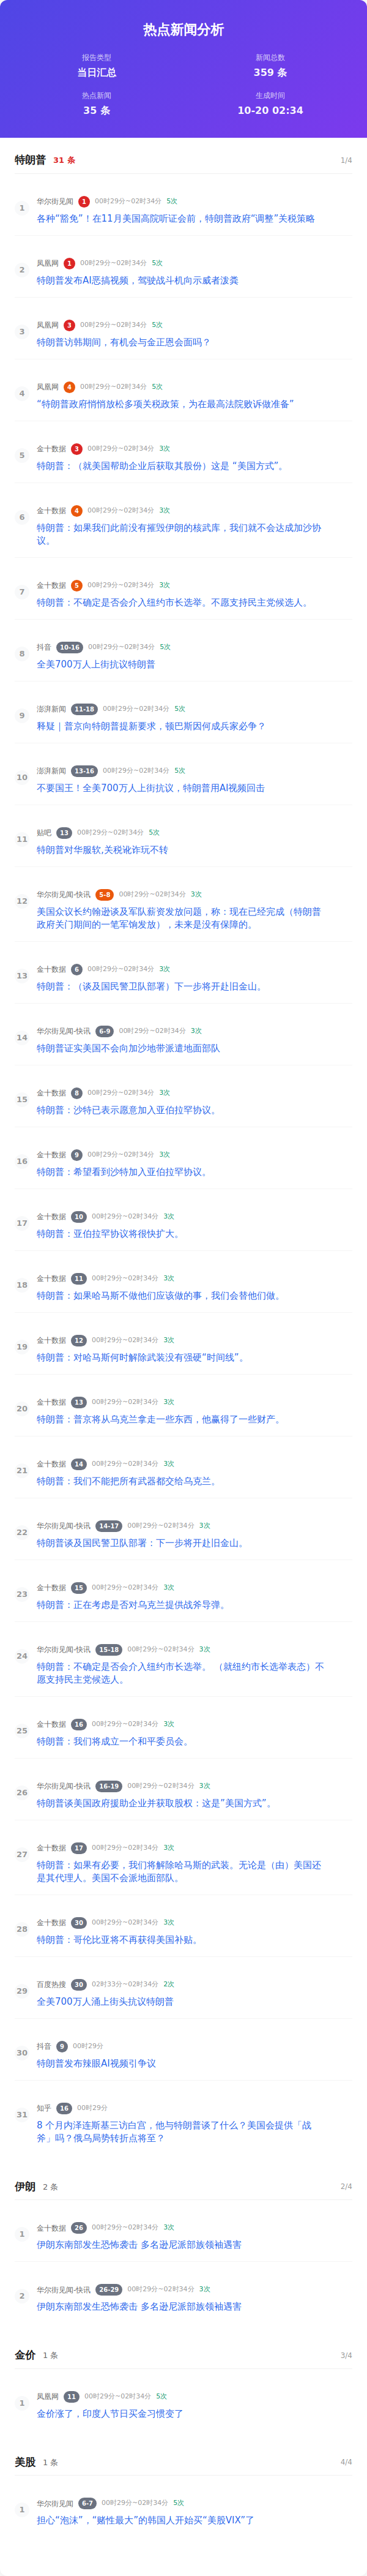 热点新闻分析
报告类型
当日汇总
新闻总数
359 条
热点新闻
35 条
生成时间
10-20 02:34
特朗普 31 条 1/4
1 华尔街见闻 1 00时29分~02时34分 5次
各种“豁免”！在11月美国高院听证会前，特朗普政府“调整”关税策略
2 凤凰网 1 00时29分~02时34分 5次
特朗普发布AI恶搞视频，驾驶战斗机向示威者泼粪
3 凤凰网 3 00时29分~02时34分 5次
特朗普访韩期间，有机会与金正恩会面吗？
4 凤凰网 4 00时29分~02时34分 5次
“特朗普政府悄悄放松多项关税政策，为在最高法院败诉做准备”
5 金十数据 3 00时29分~02时34分 3次
特朗普：（就美国帮助企业后获取其股份）这是 “美国方式”。
6 金十数据 4 00时29分~02时34分 3次
特朗普：如果我们此前没有摧毁伊朗的核武库，我们就不会达成加沙协
议。
7 金十数据 5 00时29分~02时34分 3次
特朗普：不确定是否会介入纽约市长选举。不愿支持民主党候选人。
8 抖音 10-16 00时29分~02时34分 5次
全美700万人上街抗议特朗普
9 澎湃新闻 11-18 00时29分~02时34分 5次
释疑｜普京向特朗普提新要求，顿巴斯因何成兵家必争？
10 澎湃新闻 13-16 00时29分~02时34分 5次
不要国王！全美700万人上街抗议，特朗普用AI视频回击
11 贴吧 13 00时29分~02时34分 5次
特朗普对华服软,关税讹诈玩不转
12 华尔街见闻-快讯 5-8 00时29分~02时34分 3次
美国众议长约翰逊谈及军队薪资发放问题，称：现在已经完成（特朗普
政府关门期间的一笔军饷发放），未来是没有保障的。
13 金十数据 6 00时29分~02时34分 3次
特朗普：（谈及国民警卫队部署）下一步将开赴旧金山。
14 华尔街见闻-快讯 6-9 00时29分~02时34分 3次
特朗普证实美国不会向加沙地带派遣地面部队
15 金十数据 8 00时29分~02时34分 3次
特朗普：沙特已表示愿意加入亚伯拉罕协议。
16 金十数据 9 00时29分~02时34分 3次
特朗普：希望看到沙特加入亚伯拉罕协议。
17 金十数据 10 00时29分~02时34分 3次
特朗普：亚伯拉罕协议将很快扩大。
18 金十数据 11 00时29分~02时34分 3次
特朗普：如果哈马斯不做他们应该做的事，我们会替他们做。
19 金十数据 12 00时29分~02时34分 3次
特朗普：对哈马斯何时解除武装没有强硬“时间线”。
20 金十数据 13 00时29分~02时34分 3次
特朗普：普京将从乌克兰拿走一些东西，他赢得了一些财产。
21 金十数据 14 00时29分~02时34分 3次
特朗普：我们不能把所有武器都交给乌克兰。
22 华尔街见闻-快讯 14-17 00时29分~02时34分 3次
特朗普谈及国民警卫队部署：下一步将开赴旧金山。
23 金十数据 15 00时29分~02时34分 3次
特朗普：正在考虑是否对乌克兰提供战斧导弹。
24 华尔街见闻-快讯 15-18 00时29分~02时34分 3次
特朗普：不确定是否会介入纽约市长选举。 （就纽约市长选举表态）不
愿支持民主党候选人。
25 金十数据 16 00时29分~02时34分 3次
特朗普：我们将成立一个和平委员会。
26 华尔街见闻-快讯 16-19 00时29分~02时34分 3次
特朗普谈美国政府援助企业并获取股权：这是”美国方式”。
27 金十数据 17 00时29分~02时34分 3次
特朗普：如果有必要，我们将解除哈马斯的武装。无论是（由）美国还
是其代理人。美国不会派地面部队。
28 金十数据 30 00时29分~02时34分 3次
特朗普：哥伦比亚将不再获得美国补贴。
29 百度热搜 30 02时33分~02时34分 2次
全美700万人涌上街头抗议特朗普
30 抖音 9 00时29分
特朗普发布辣眼AI视频引争议
31 知乎 16 00时29分
8 个月内泽连斯基三访白宫，他与特朗普谈了什么？美国会提供「战
斧」吗？俄乌局势转折点将至？
伊朗 2 条 2/4
1 金十数据 26 00时29分~02时34分 3次
伊朗东南部发生恐怖袭击 多名逊尼派部族领袖遇害
2 华尔街见闻-快讯 26-29 00时29分~02时34分 3次
伊朗东南部发生恐怖袭击 多名逊尼派部族领袖遇害
金价 1 条 3/4
1 凤凰网 11 00时29分~02时34分 5次
金价涨了，印度人节日买金习惯变了
美股 1 条 4/4
1 华尔街见闻 6-7 00时29分~02时34分 5次
担心”泡沫”，“赌性最大”的韩国人开始买“美股VIX”了